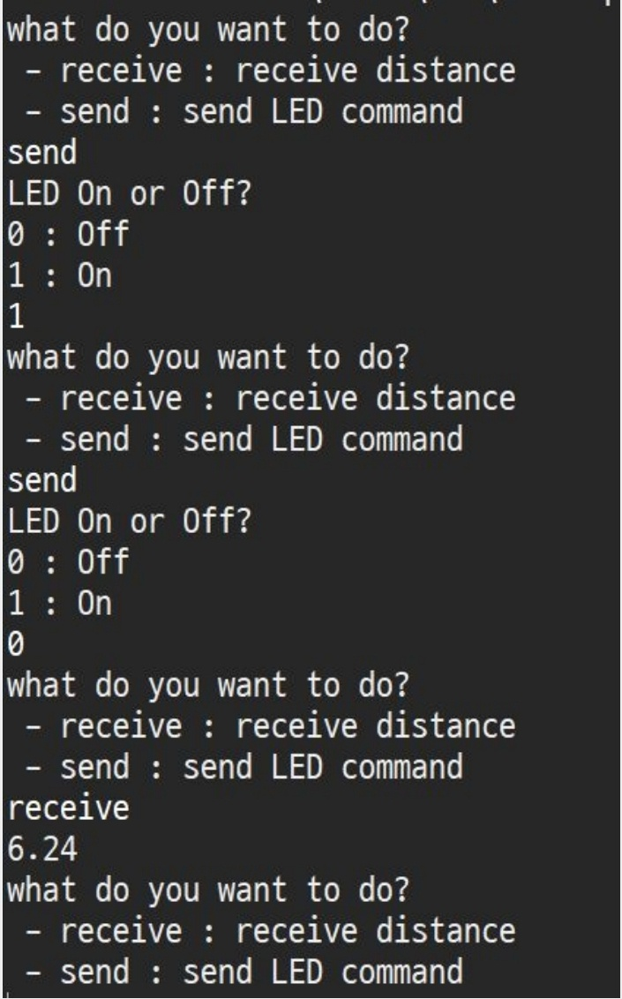 what do you want to do?
 - receive : receive distance
 - send : send LED command
send
LED On or Off?
0 : Off
1 : On
1
what do you want to do?
 - receive : receive distance
 - send : send LED command
send
LED On or Off?
0 : Off
1 : On
0
what do you want to do?
 - receive : receive distance
 - send : send LED command
receive
6.24
what do you want to do?
 - receive : receive distance
 - send : send LED command